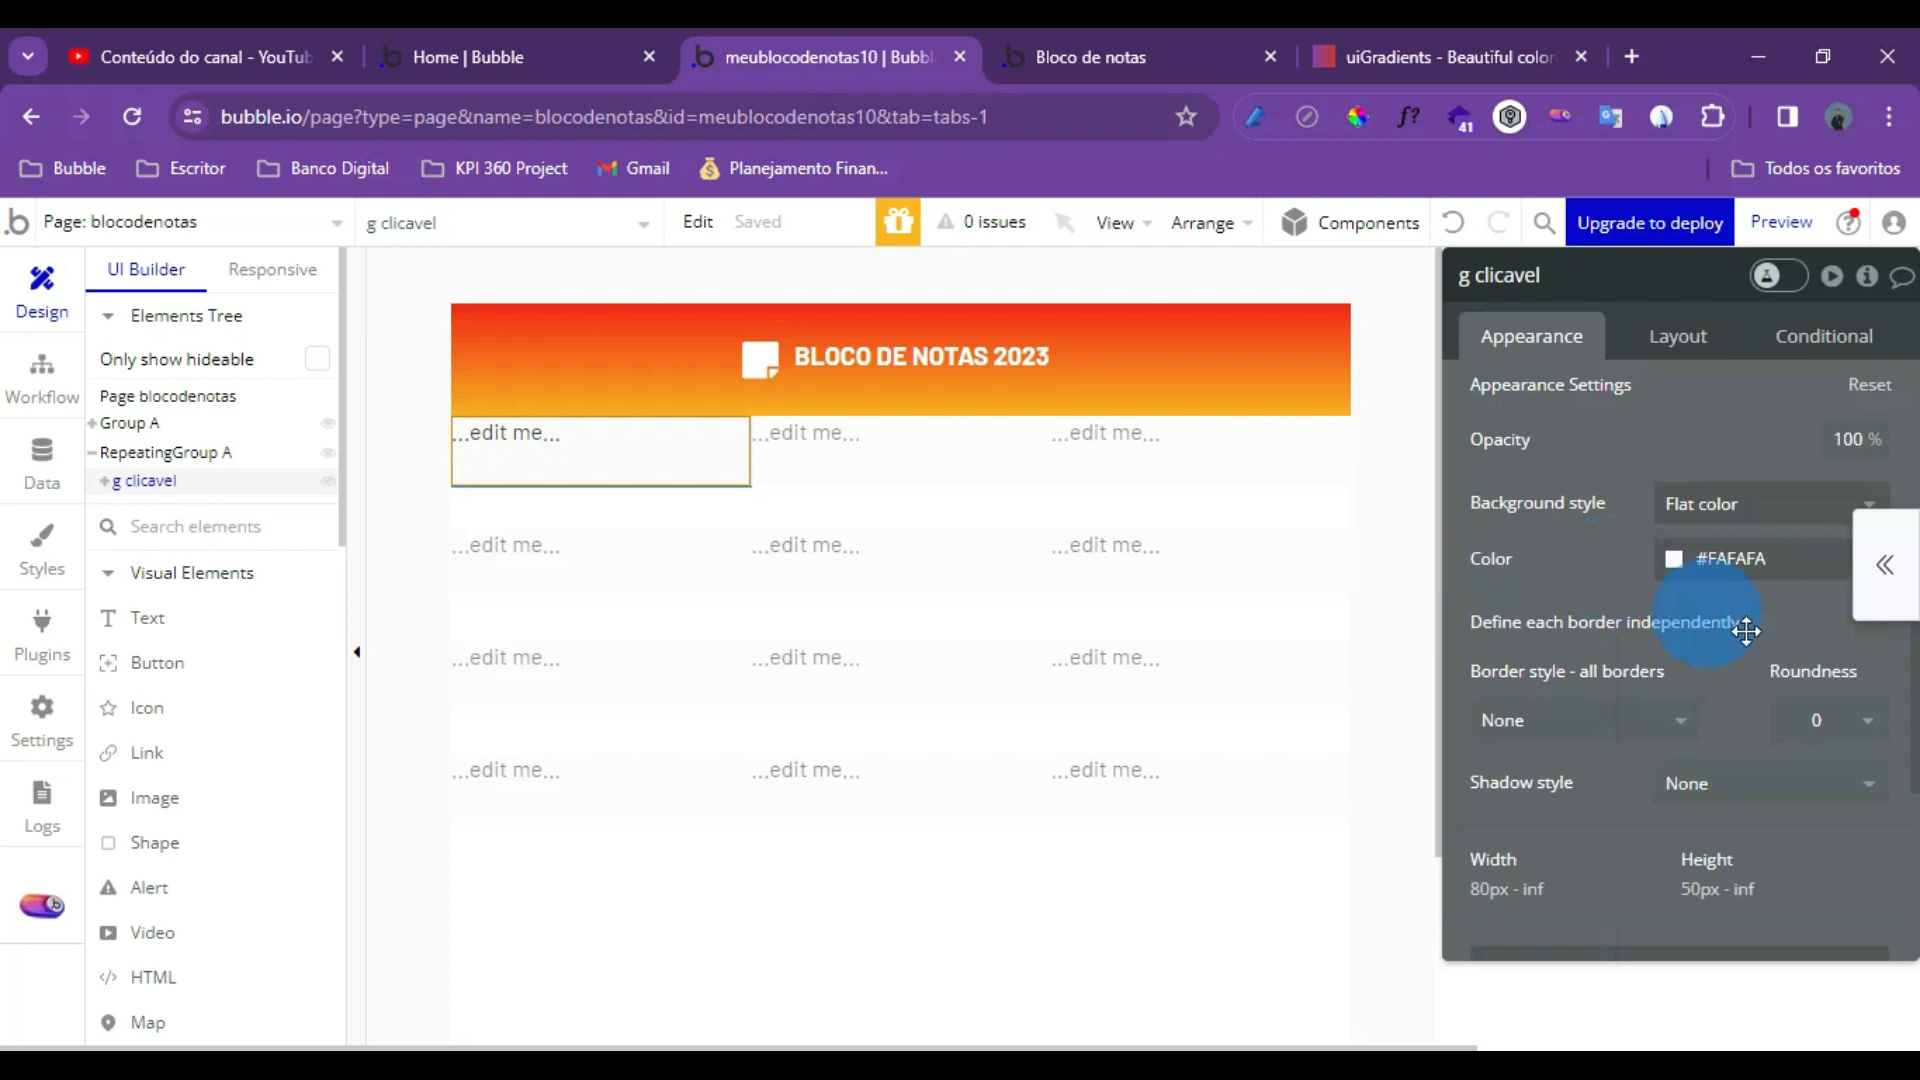 Conteúdo do canal - YouTub
Home | Bubble
meublocodenotas10 | Bubbl
Bloco de notas
uiGradients - Beautiful color
bubble.io/page?type=page&name=blocodenotas&id=meublocodenotas10&tab=tabs-1
f?
41
Bubble
Escritor
Banco Digital
KPI 360 Project
Gmail
Planejamento Finan...
Todos os favoritos
Page: blocodenotas
g clicavel
Edit
Saved
0 issues
View
Arrange
Components
Upgrade to deploy
Preview
Design
Workflow
Data
Styles
Plugins
Settings
Logs
UI Builder
Responsive
Elements Tree
Only show hideable
Page blocodenotas
Group A
RepeatingGroup A
g clicavel
Search elements
Visual Elements
Text
Button
Icon
Link
Image
Shape
Alert
Video
HTML
Map
BLOCO DE NOTAS 2023
...edit me... ...edit me... ...edit me...
...edit me... ...edit me... ...edit me...
...edit me... ...edit me... ...edit me...
...edit me... ...edit me... ...edit me...
g clicavel
Appearance
Layout
Conditional
Appearance Settings
Reset
Opacity
100 %
Background style
Flat color
Color
#FAFAFA
Define each border independently
Border style - all borders
Roundness
None
0
Shadow style
None
Width
Height
80px - inf
50px - inf